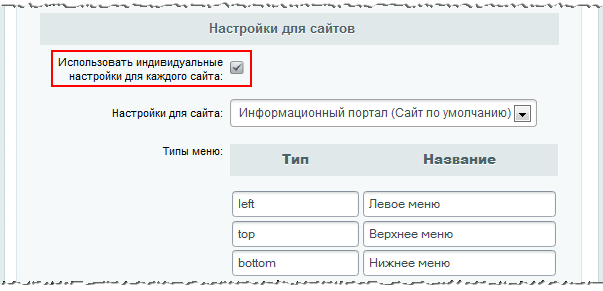 Настройки для сайтов
Использовать индивидуальные
настройки для каждого сайта:
Настройки для сайта: Информационный портал (Сайт по умолчанию)
Типы меню: Тип Название
left Левое меню
top Верхнее меню
bottom Нижнее меню